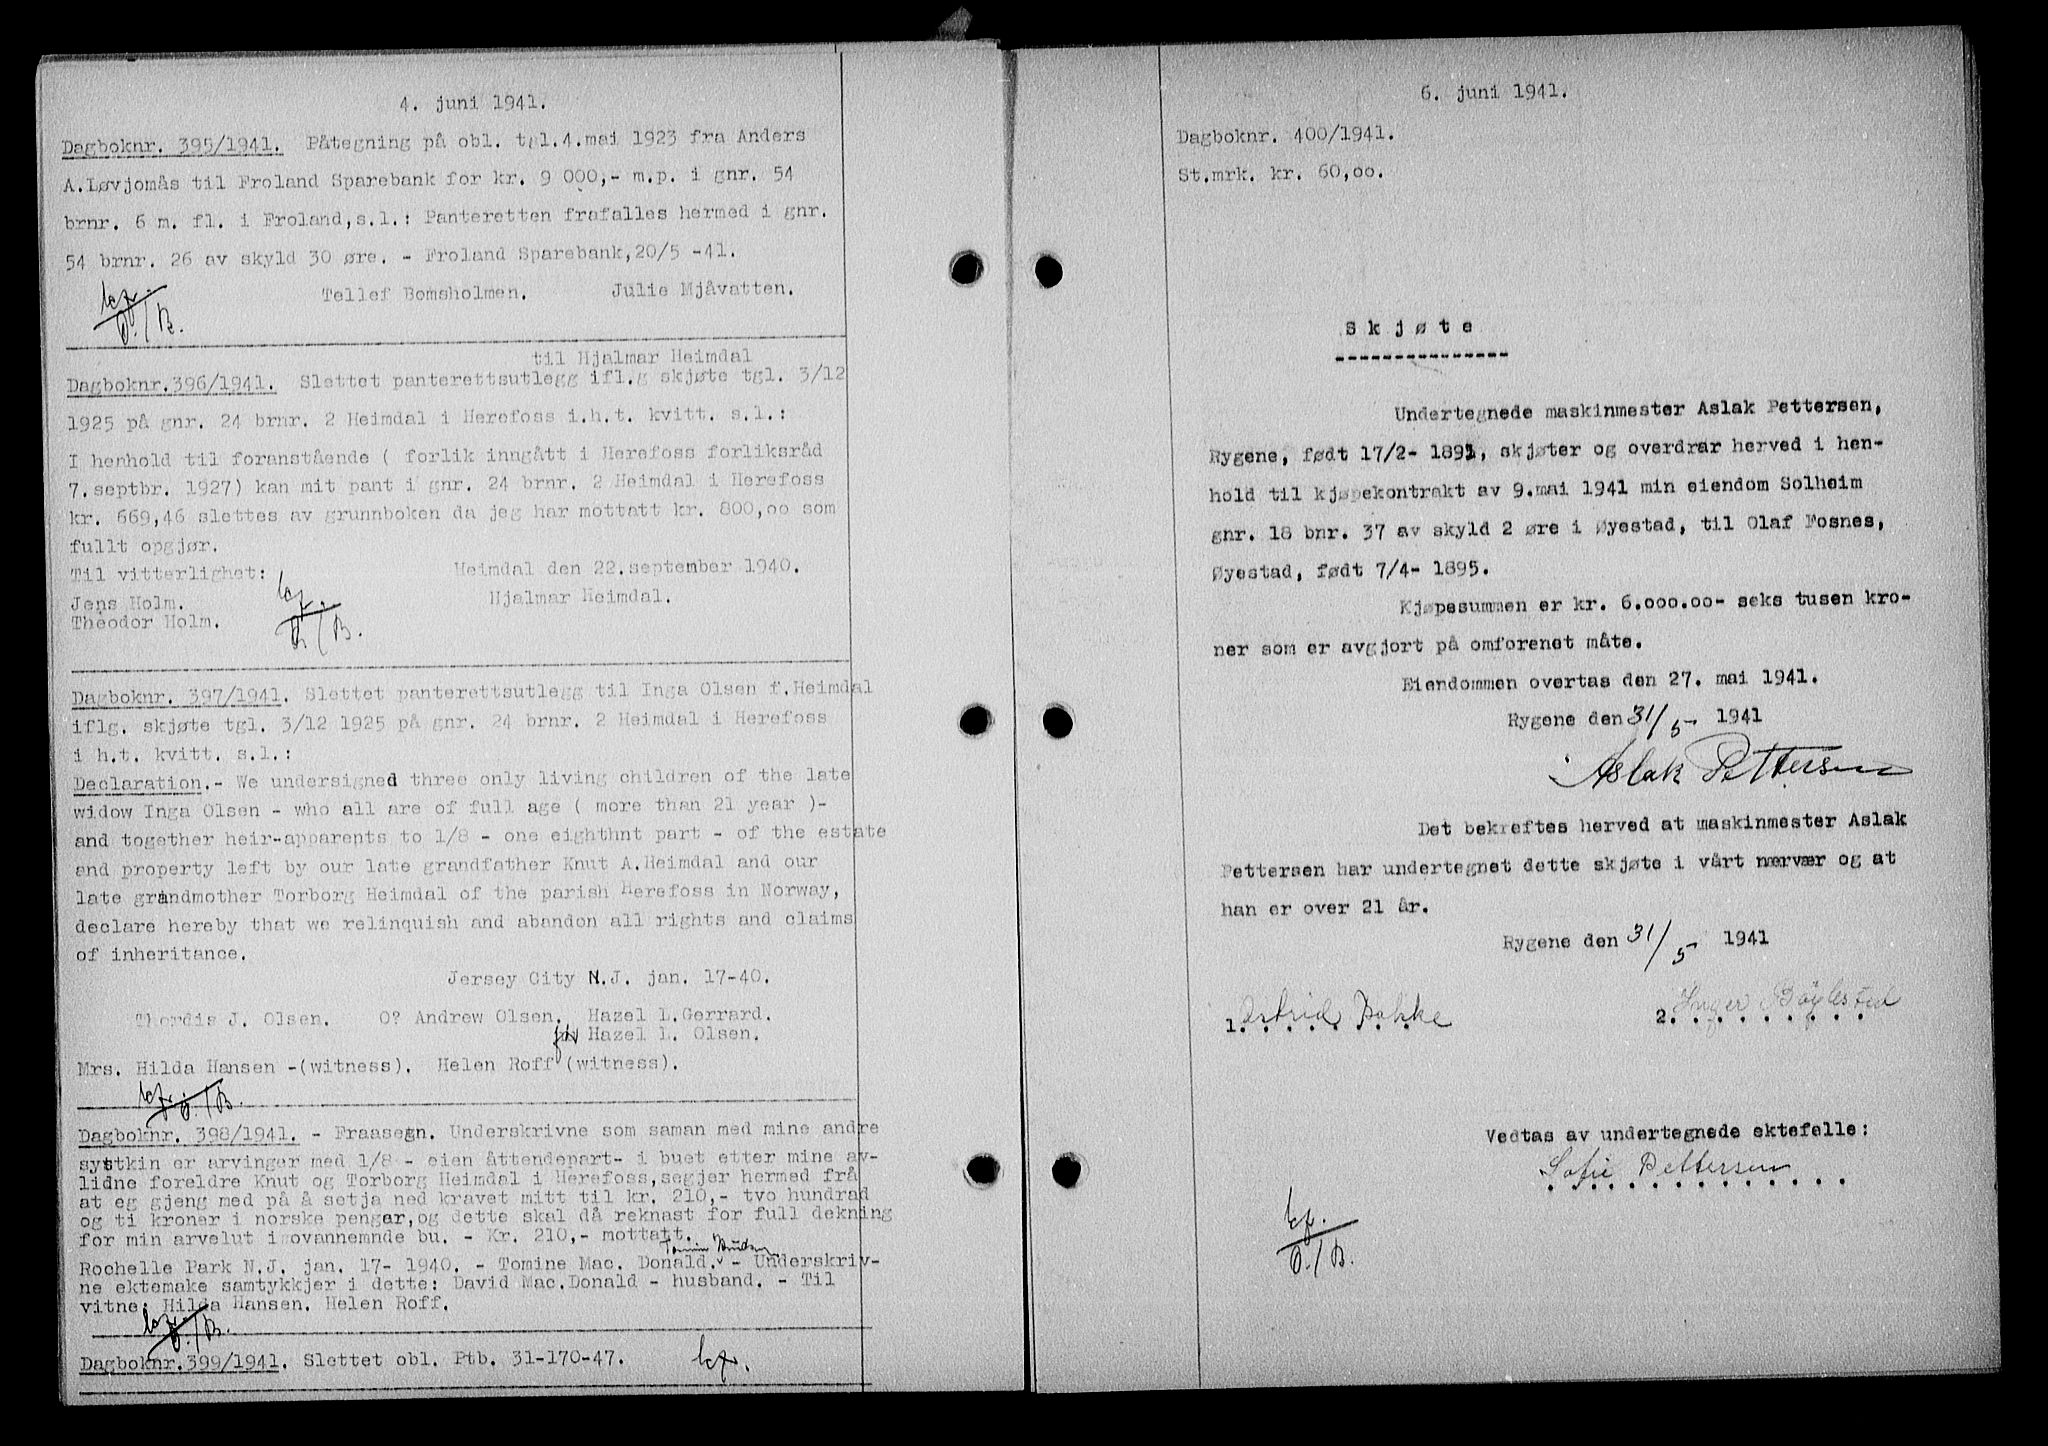 4. juni 1941.
Dagboknr. 395/1941. Påtegning på obl. tgl.4.mai 1923 fra Anders
A.Løvjomås til Froland Sparebank for kr. 9 000,- m.p. i gnr. 54
brnr. 6 m. fl. i Froland,s.l.: Panteretten frafalles hermed i gnr.
54 brnr. 26 av skyld 30 øre. - Froland Sparebank,20/5 -41.
Tellef Bomsholmen. Julie Mjåvatten.
til Hjalmar Heimdal
Dagboknr.396/1941. Slettet panterettsutlegg ifl.g skjøte tgl. 3/12
1925 på gnr. 24 brnr. 2 Heimdal i Herefoss i.h.t. kvitt. s.l.:
I henhold til foranstående ( forlik inngått i Herefoss forliksråd
7.septbr. 1927) kan mit pant i gnr. 24 brnr. 2 Heimdal i Herefoss
kr. 669,46 slettes av grunnboken da jeg har mottatt kr. 800,oo som
fullt opgjør.
Til vitterlighet: Heimdal den 22.september 1940.
Jens Holm. Hjalmar Heimdal.
Theodor Holm.
Dagboknr. 397/1941. Slettet panterettsutlegg til Inga Olsen f.Heimdal
iflg. skjøte tgl. 3/12 1925 på gnr. 24 brnr. 2 Heimdal i Herefoss
i h.t. kvitt. s.l.:
Declaration.- We undersigned three only living children of the late
widow Inga Olsen - who all are of full age ( more than 21 year )-
and together heir-apparents to 1/8 - one eighthnt part - of the estate
and property left by our late grandfather Knut A.Heimdal and our
late grandmother Torborg Heimdal of the parish Herefoss in Norway,
declare hereby that we relinquish and abandon all rights and claims
of inheritance.
Jersey City N.J. jan. 17-40.
Thordis J. Olsen. O? Andrew Olsen. Hazel L.Gerrard.
Hazel L. Olsen.
Mrs. Hilda Hansen -(witness). Helen Roff (witness).
Dagboknr. 398/1941. - Fraasegn. Underskrivne som saman med mine andre
systkin er arvinger med 1/8 - eien åttendepart- i buet etter mine av-
lidne foreldre Knut og Torborg Heimdal i Herefoss,segjer hermed frå
at eg gjeng med på å setja ned kravet mitt til kr. 210,- tvo hundrad
og ti kroner i norske pengar,og dette skal då reknast for full dekning
for min arvelut i ovannemnde bu. - Kr. 210,- mottatt.
Rochelle Park N.J. jan. 17- 1940. - Tomine Mac. Donald. - Underskriv-
ne ektemake samtykkjer i dette: David Mac.Donald - husband. - Til
vitne: Hilda Hansen. Helen Roff.
Dagboknr.399/1941. Slettet obl. Ptb. 31-170-47.
6. juni 1941.
Dagboknr. 400/1941.
St.mrk. kr. 60,oo.
Skjøte
Undertegnede maskinmester Aslak Pettersen,
Rygene, født 17/2- 1891, skjøter og overdrar herved i hen-
hold til kjøpekontrakt av 9.mai 1941 min eiendom Solheim
gnr. 18 bnr. 37 av skyld 2 øre i Øyestad, til Olaf Fosnes,
Øyestad, født 7/4- 1895.
Kjøpesummen er kr. 6.ooo.oo- seks tusen kro-
ner som er avgjort på omforenet måte.
Eiendommen overtas den 27. mai 1941.
Rygene den 31/5- 1941
Aslak Pettersen
Det bekreftes herved at maskinmester Aslak
Pettersen har undertegnet dette skjøte i vårt nærvær og at
han er over 21 år.
Rygene den 31/5 1941
1. Astrid 2. Inger Bøylestad
Vedtas av undertegnede ektefelle:
Sofie Pettersen